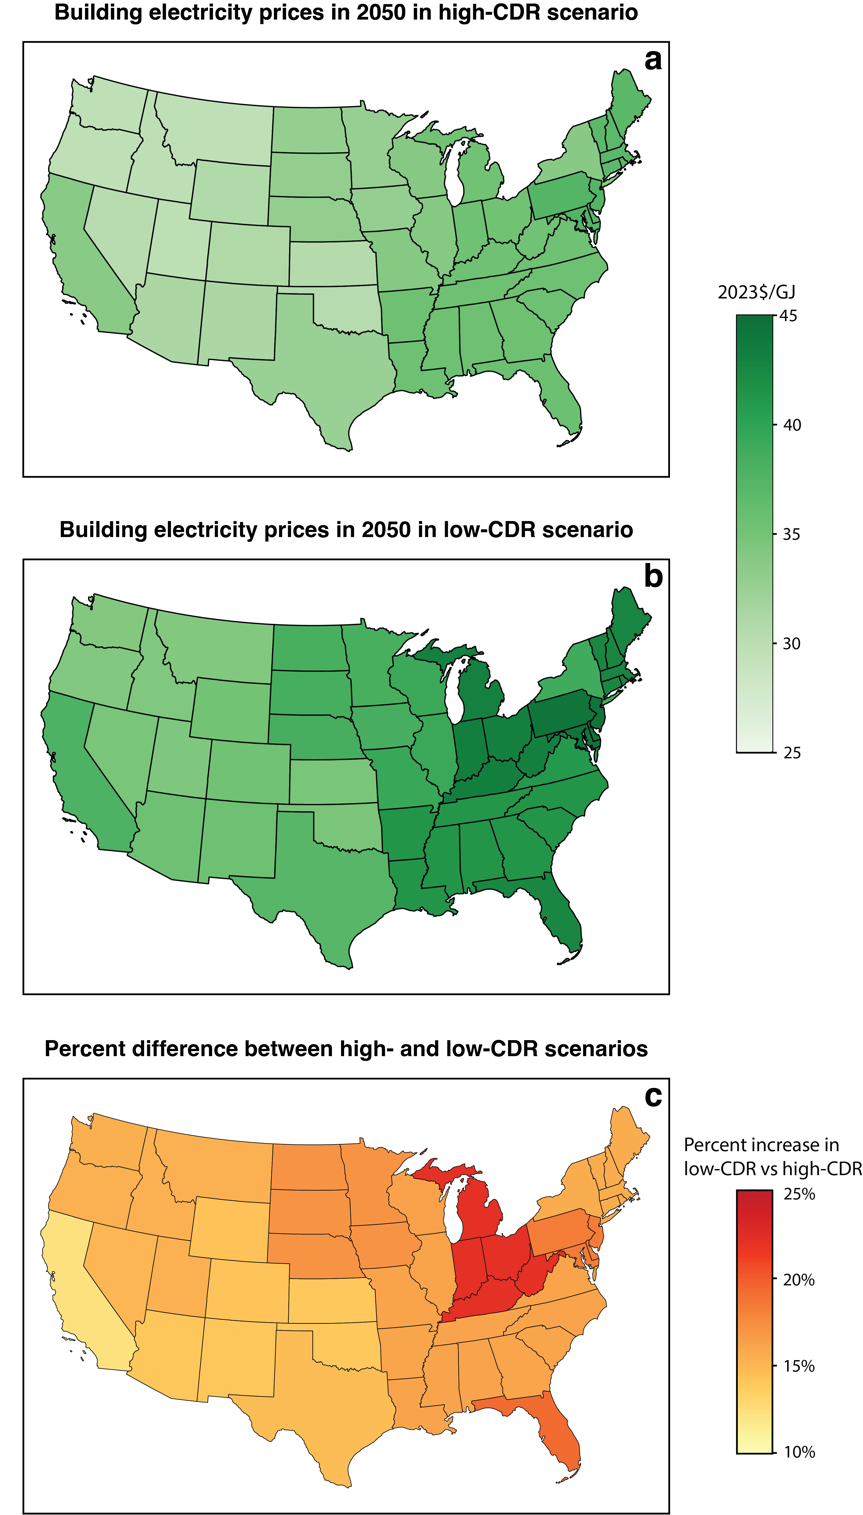 Building electricity prices in 2050 in high-CDR scenario
a
2023$/GJ
45
40
35
30
25
Building electricity prices in 2050 in low-CDR scenario
b
Percent difference between high- and low-CDR scenarios
c
Percent increase in
low-CDR vs high-CDR
25%
20%
15%
10%